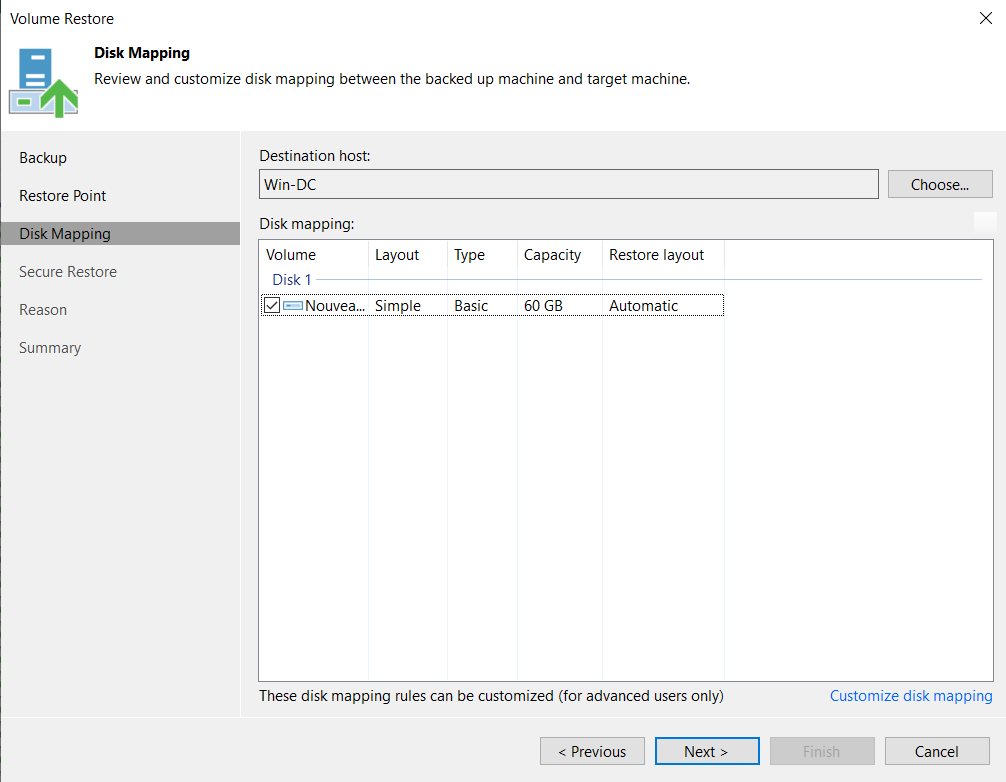 Volume Restore
Disk Mapping
Review and customize disk mapping between the backed up machine and target machine.
Backup
Restore Point
Disk Mapping
Secure Restore
Reason
Summary
Destination host:
Win-DC
Choose...
Disk mapping:
Volume Layout Type Capacity Restore layout
Disk 1
Nouvea... Simple Basic 60 GB Automatic
These disk mapping rules can be customized (for advanced users only) Customize disk mapping
< Previous Next > Finish Cancel